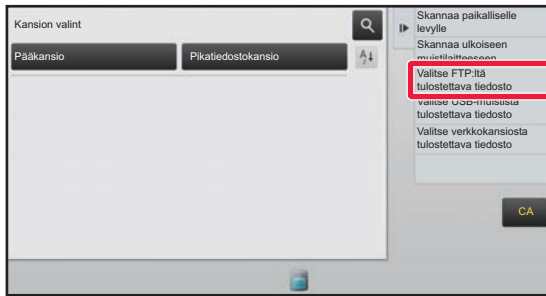 Kansion valint
Pääkansio
Pikatiedostokansio
Skannaa paikalliselle
levylle
Skannaa ulkoiseen
muistilaitteeseen
Valitse FTP:ltä
tulostettava tiedosto
Valitse USB-muistista
tulostettava tiedosto
Valitse verkkokansiosta
tulostettava tiedosto
CA